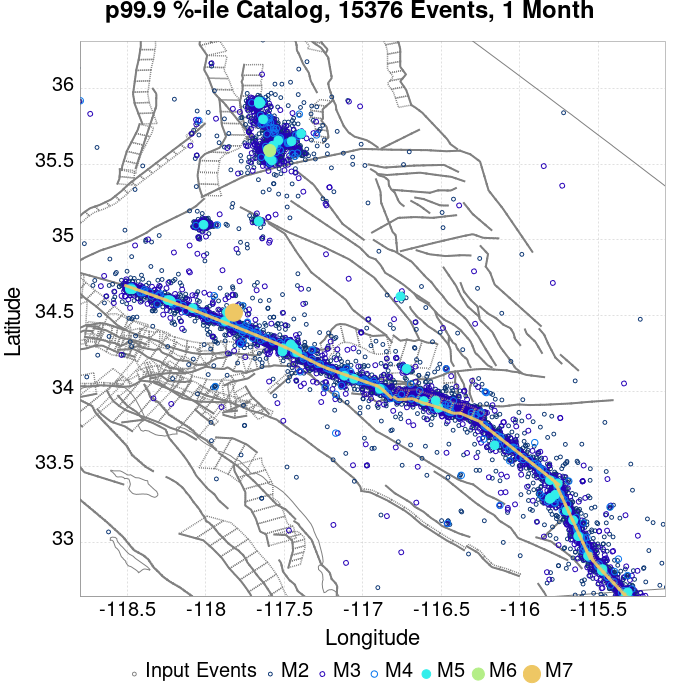 p99.9 %-ile Catalog, 15376 Events, 1 Month
36
35.5
35
34.5
34
33.5
33
Latitude
-118.5 -118 -117.5 -117 -116.5 -116 -115.5
Longitude
Input Events M2 M3 M4 M5 M6 M7